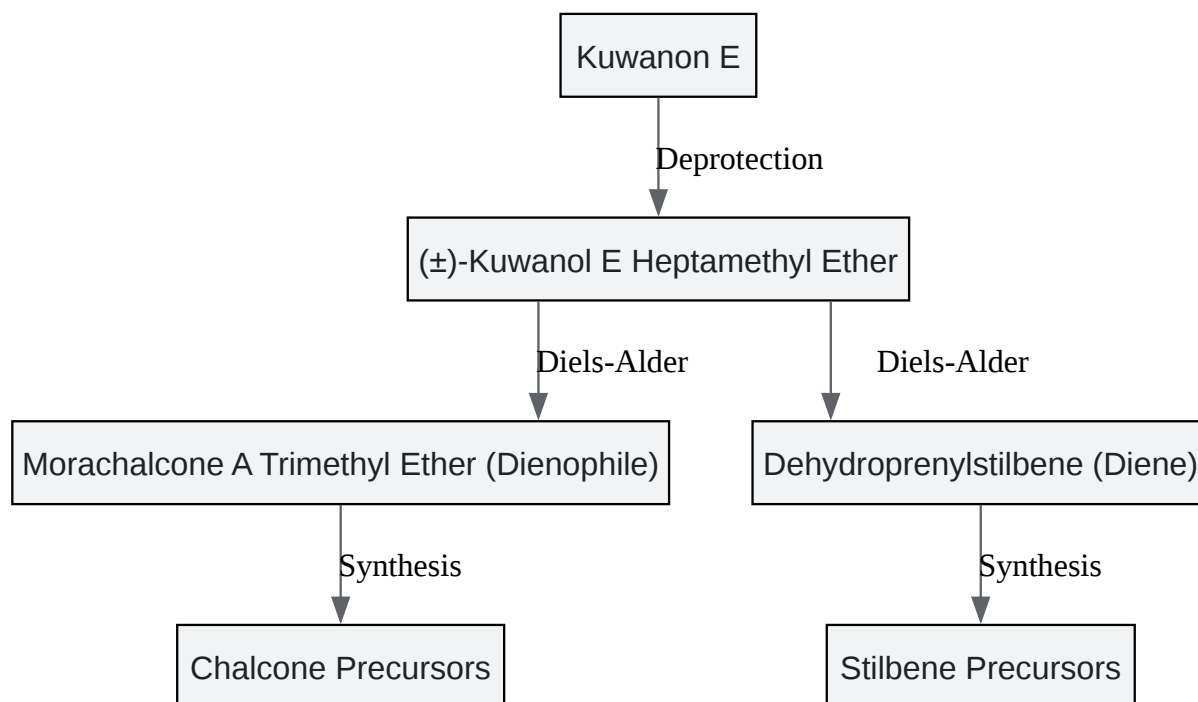 Kuwanon E
Deprotection
(±)-Kuwanol E Heptamethyl Ether
Diels-Alder
Diels-Alder
Morachalcone A Trimethyl Ether (Dienophile)
Dehydroprenylstilbene (Diene)
Synthesis
Synthesis
Chalcone Precursors
Stilbene Precursors